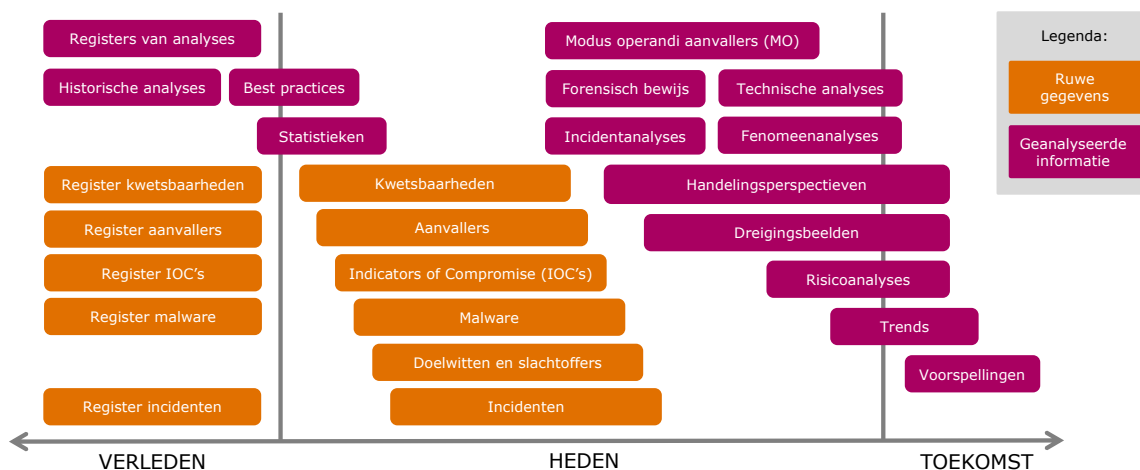 Registers van analyses
Modus operandi aanvallers (MO)
Legenda:
Historische analyses
Best practices
Forensisch bewijs
Technische analyses
Ruwe
gegevens
Statistieken
Incidentanalyses
Fenomeenanalyses
Geanalyseerde
informatie
Register kwetsbaarheden
Kwetsbaarheden
Handelingsperspectieven
Register aanvallers
Aanvallers
Dreigingsbeelden
Register IOC's
Indicators of Compromise (IOC's)
Risicoanalyses
Register malware
Malware
Trends
Doelwitten en slachtoffers
Voorspellingen
Register incidenten
Incidenten
VERLEDEN
HEDEN
TOEKOMST